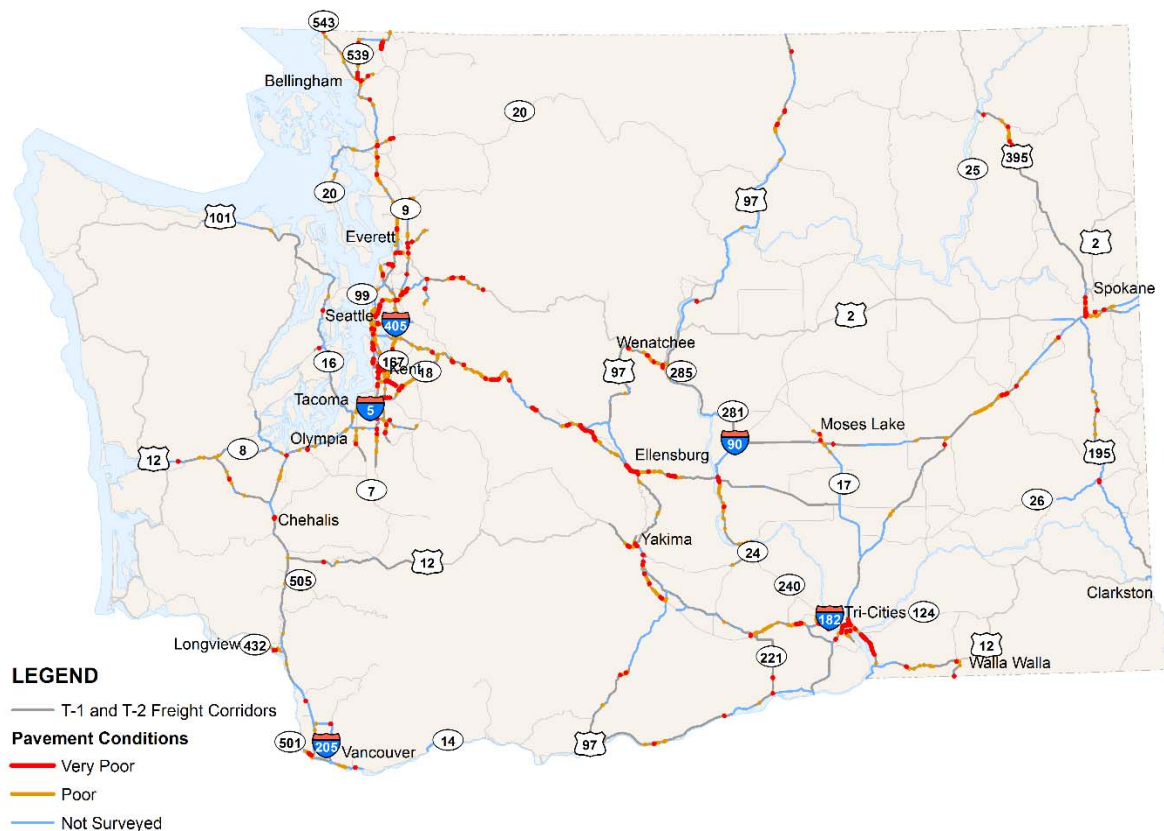 543
539
Bellingham
20
97
25
395
20
9
101
Everett
2
Spokane
99
Seattle
405
2
Wenatchee
16
167
Kent
18
97
285
Tacoma
5
281
Moses Lake
Olympia
8
12
90
Ellensburg
195
7
17
26
Chehalis
Yakima
24
12
505
240
Clarkston
182
Tri-Cities
124
Longview
432
221
12
Walla Walla
501
205
Vancouver
14
97
LEGEND
T-1 and T-2 Freight Corridors
Pavement Conditions
Very Poor
Poor
Not Surveyed